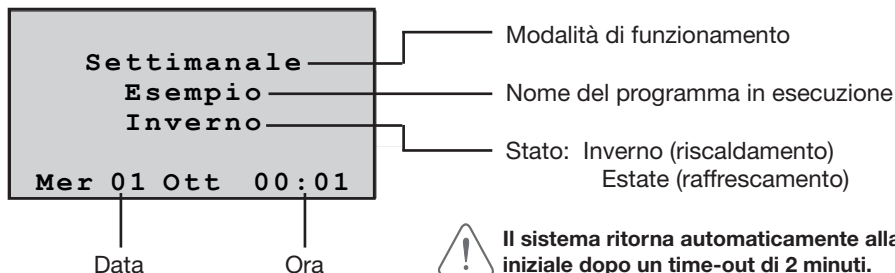 Settimanale
Modalità di funzionamento
Esempio
Nome del programma in esecuzione
Inverno
Stato: Inverno (riscaldamento)
Estate (raffrescamento)
Mer 01 Ott 00:01
Data
Ora
Il sistema ritorna automaticamente alla
iniziale dopo un time-out di 2 minuti.